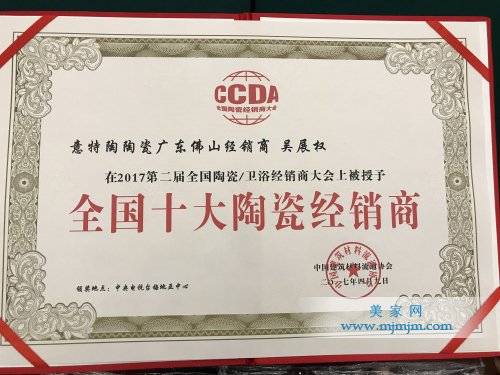 CCDA
全国陶瓷经销商大会
意特陶陶瓷广东佛山经销商 吴展权
在2017第二届全国陶瓷/卫浴经销商大会上被授予
全国十大陶瓷经销商
中国建筑材料流通协会
二〇一七年四月九日
颁奖地点：中央电视台梅地亚中心
美家网
www.mjmjm.com